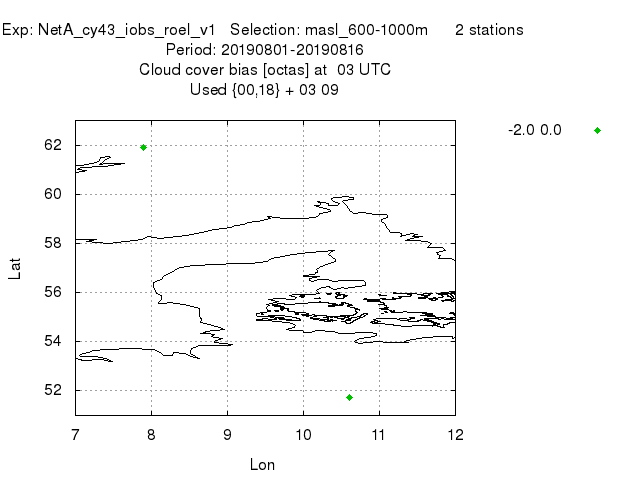 Exp: NetA_cy43_iobs_roel_v1 Selection: masl_600-1000m 2 stations
Period: 20190801-20190816
Cloud cover bias [octas] at 03 UTC
Used {00,18} + 03 09
-2.0 0.0
62
60
58
56
54
52
Lat
7 8 9 10 11 12
Lon